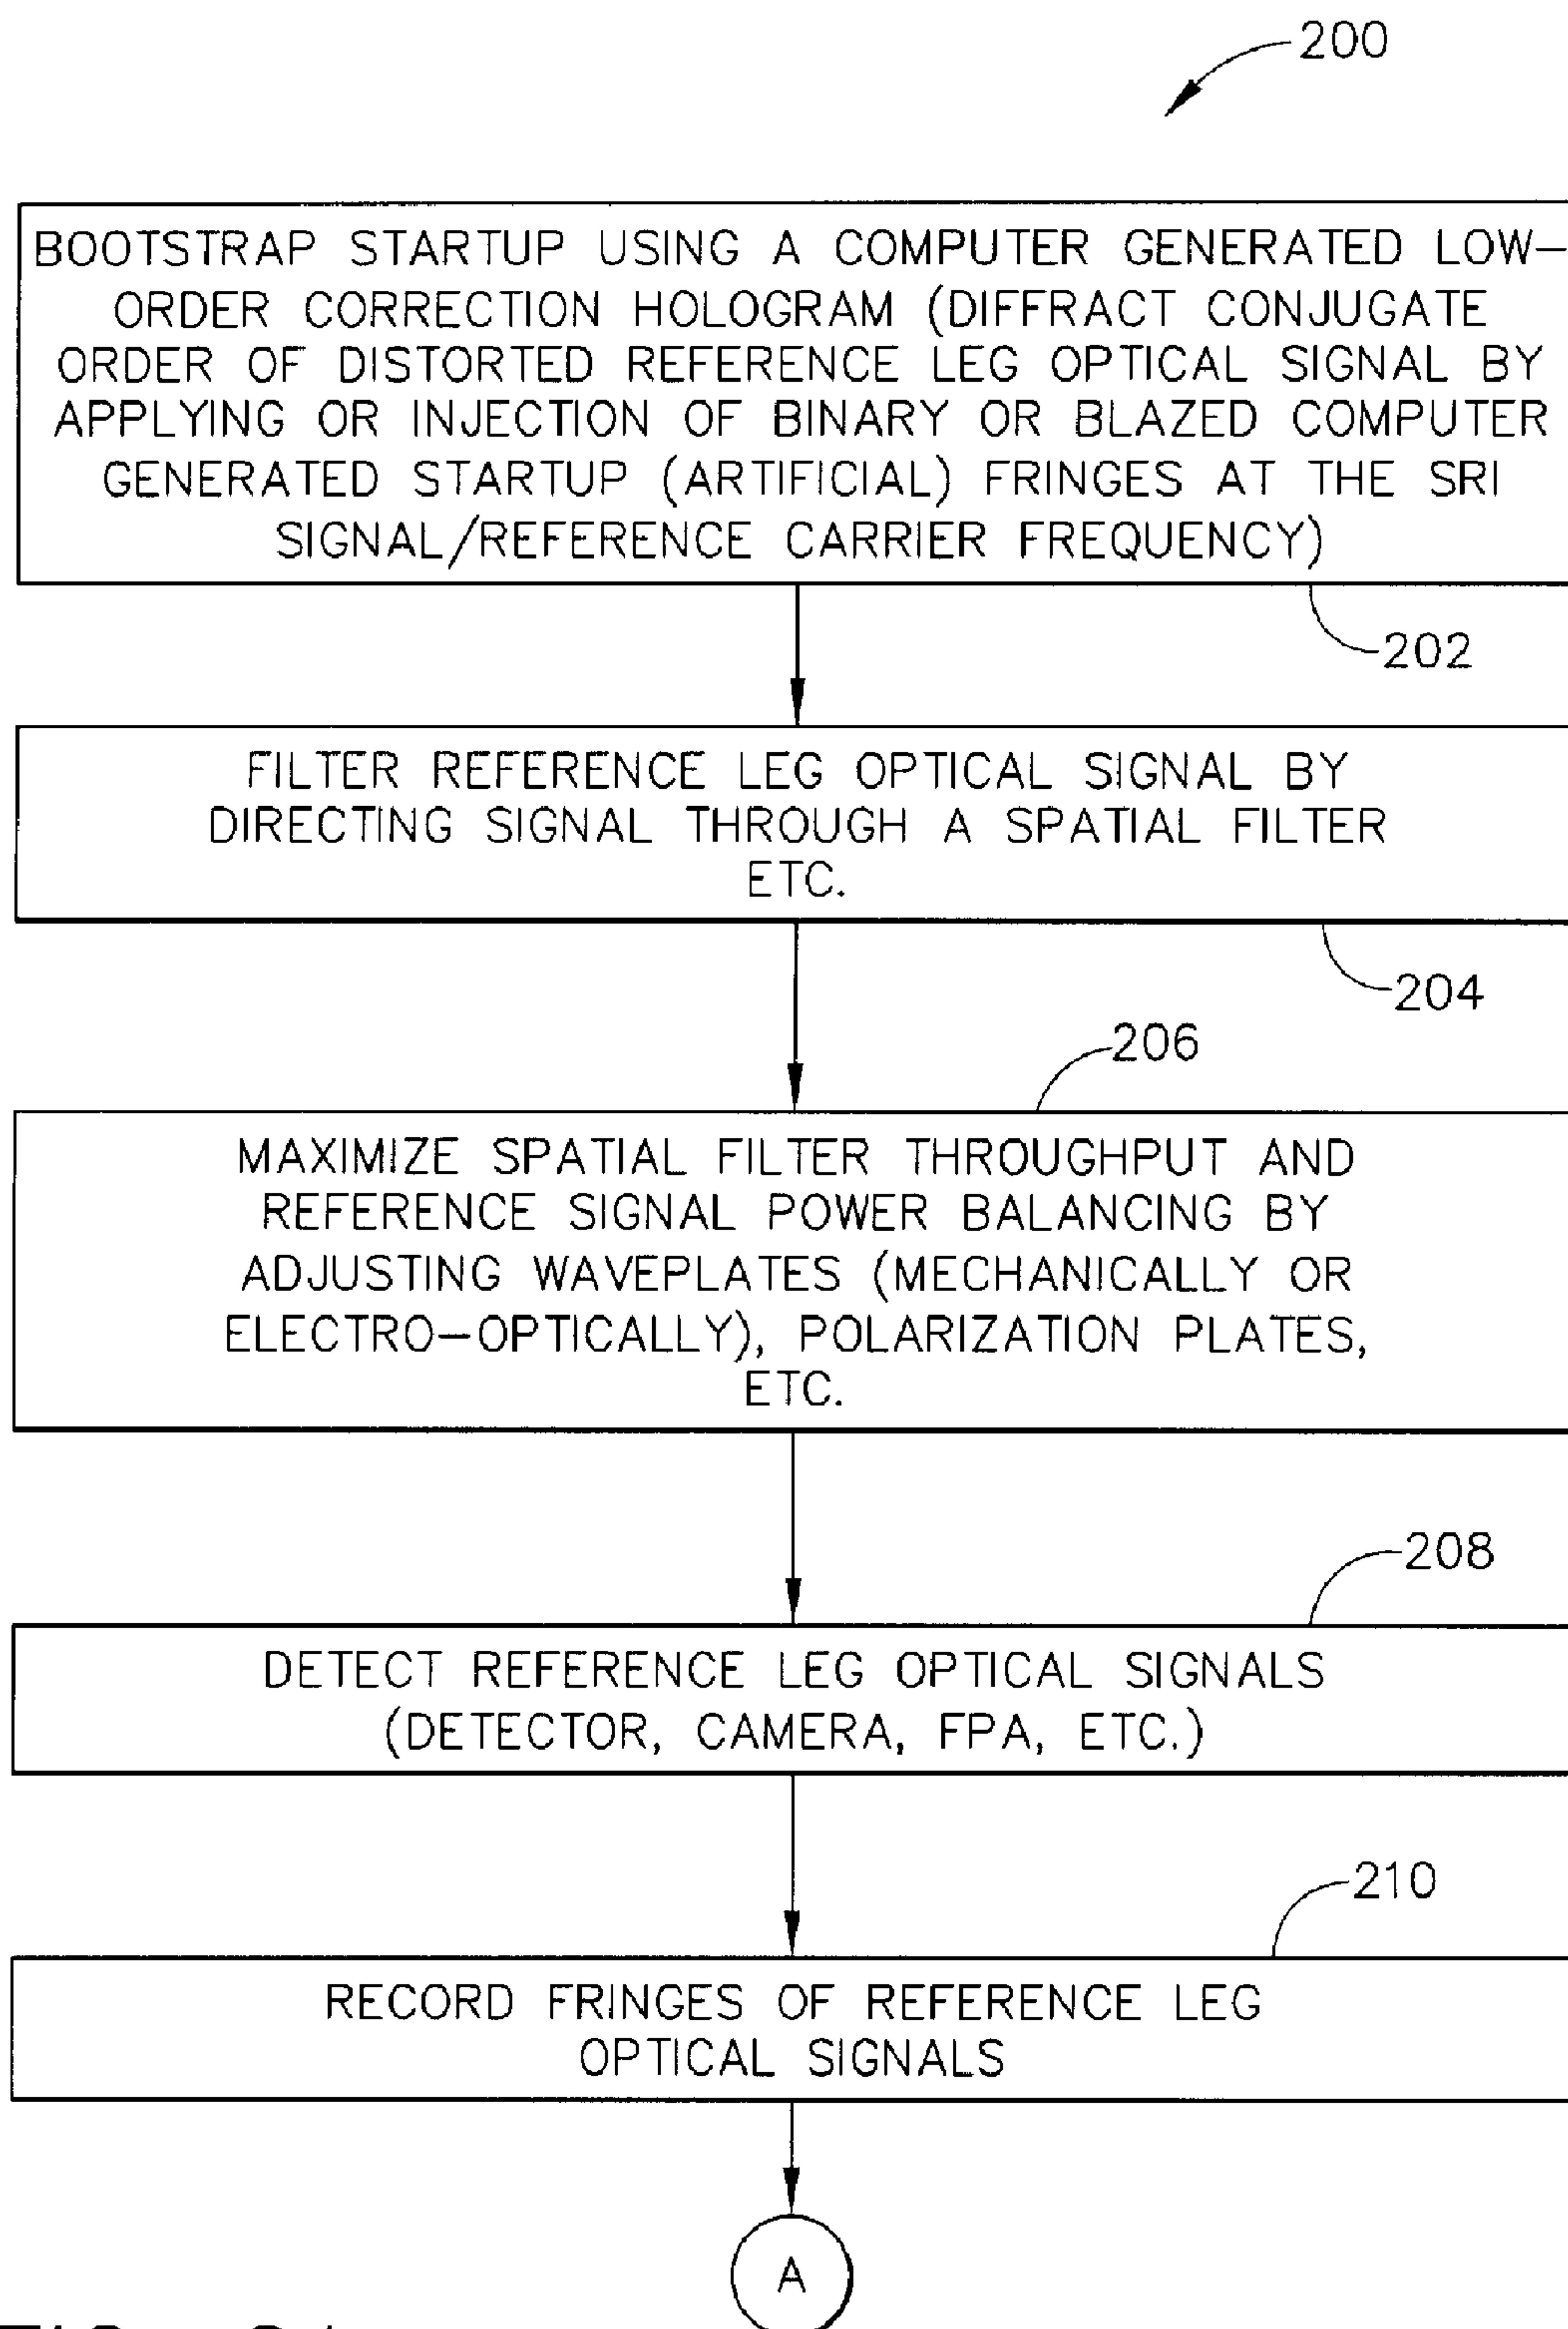 200
BOOTSTRAP STARTUP USING A COMPUTER GENERATED LOW-
ORDER CORRECTION HOLOGRAM (DIFFRACT CONJUGATE
ORDER OF DISTORTED REFERENCE LEG OPTICAL SIGNAL BY
APPLYING OR INJECTION OF BINARY OR BLAZED COMPUTER
GENERATED STARTUP (ARTIFICIAL) FRINGES AT THE SRI
SIGNAL/REFERENCE CARRIER FREQUENCY)
202
FILTER REFERENCE LEG OPTICAL SIGNAL BY
DIRECTING SIGNAL THROUGH A SPATIAL FILTER
ETC.
204
206
MAXIMIZE SPATIAL FILTER THROUGHPUT AND
REFERENCE SIGNAL POWER BALANCING BY
ADJUSTING WAVEPLATES (MECHANICALLY OR
ELECTRO-OPTICALLY), POLARIZATION PLATES,
ETC.
208
DETECT REFERENCE LEG OPTICAL SIGNALS
(DETECTOR, CAMERA, FPA, ETC.)
210
RECORD FRINGES OF REFERENCE LEG
OPTICAL SIGNALS
A